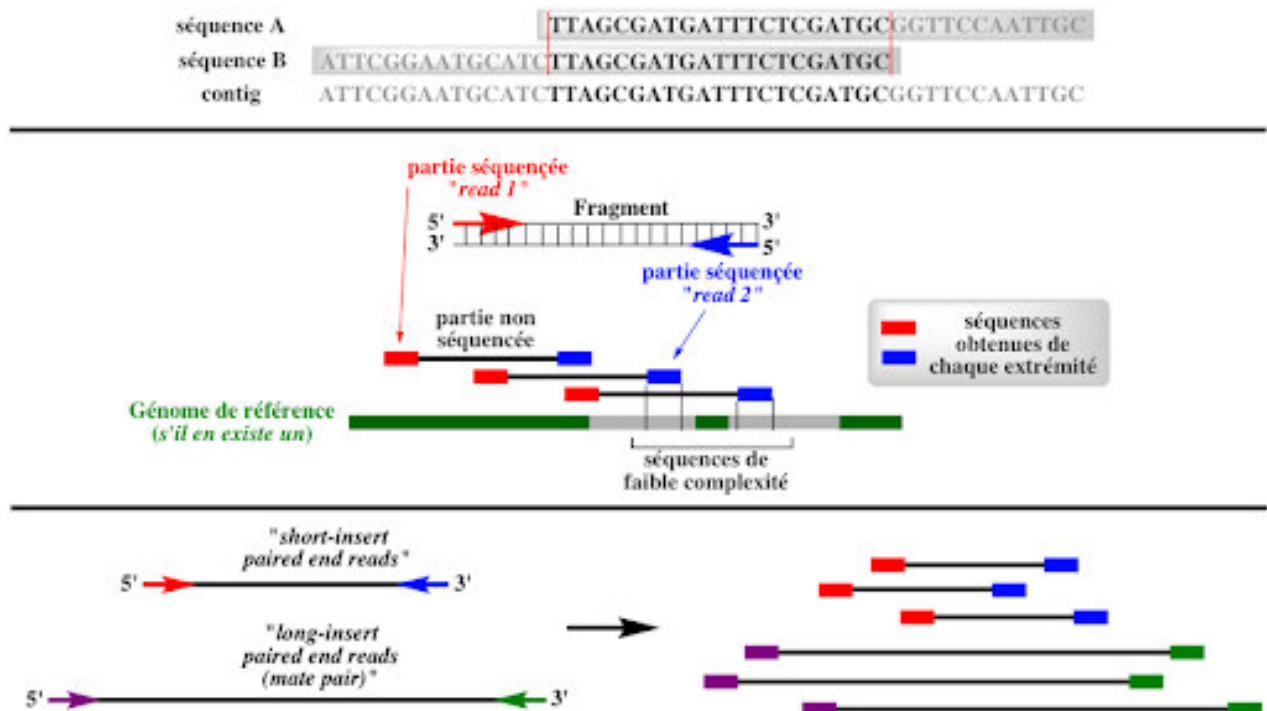 séquence A TTAGCGATGATTTCTCGATGCGGTTCCAATTGC
séquence B ATTCGGAATGCATCTTAGCGATGATTTCTCGATGC
contig ATTCGGAATGCATCTTAGCGATGATTTCTCGATGCGGTTCCAATTGC
partie séquençée
"read 1"
Fragment
5' 3'
3' 5'
partie séquençée
"read 2"
partie non
séquencée
séquences
obtenues de
chaque extrémité
Génome de référence
(s'il en existe un)
séquences de
faible complexité
"short-insert
paired end reads"
5' 3'
"long-insert
paired end reads
(mate pair)"
5' 3'